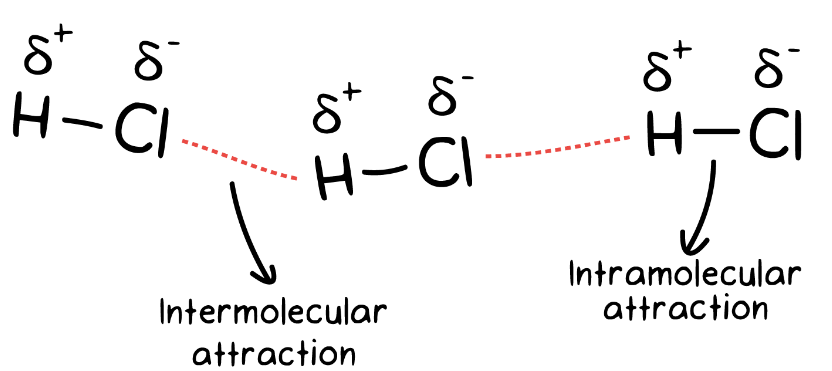 δ+ δ-
H-Cl
δ+ δ-
H-Cl
δ+ δ-
H-Cl
Intermolecular
attraction
Intramolecular
attraction